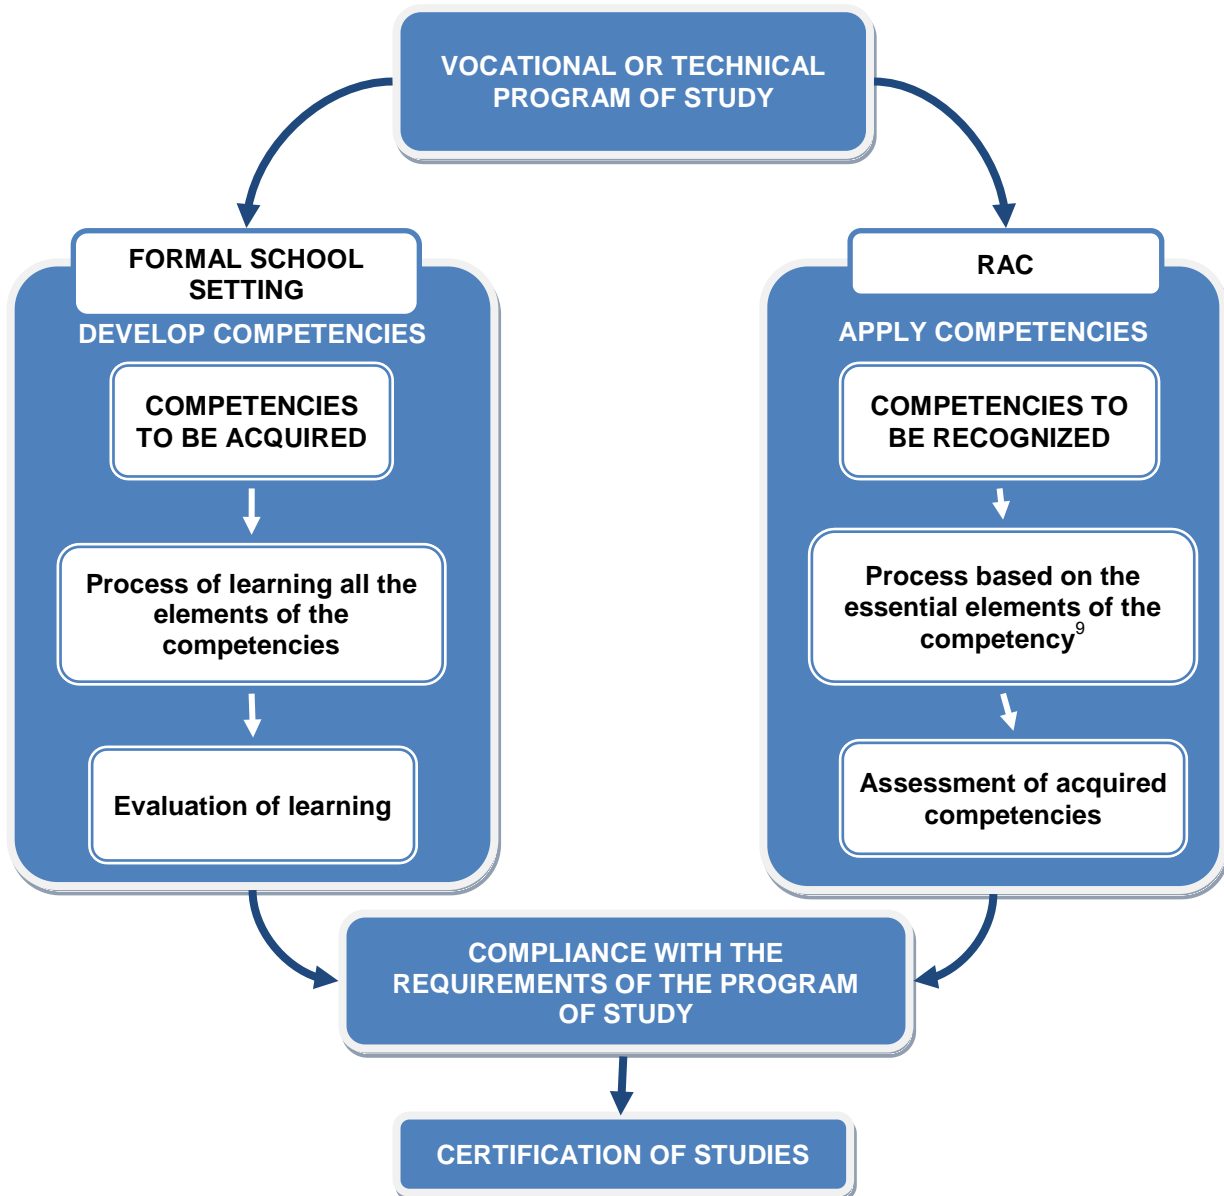 VOCATIONAL OR TECHNICAL
PROGRAM OF STUDY
FORMAL SCHOOL
SETTING
DEVELOP COMPETENCIES
COMPETENCIES
TO BE ACQUIRED
Process of learning all the
elements of the
competencies
Evaluation of learning
RAC
APPLY COMPETENCIES
COMPETENCIES TO
BE RECOGNIZED
Process based on the
essential elements of the
competency⁹
Assessment of acquired
competencies
COMPLIANCE WITH THE
REQUIREMENTS OF THE PROGRAM
OF STUDY
CERTIFICATION OF STUDIES